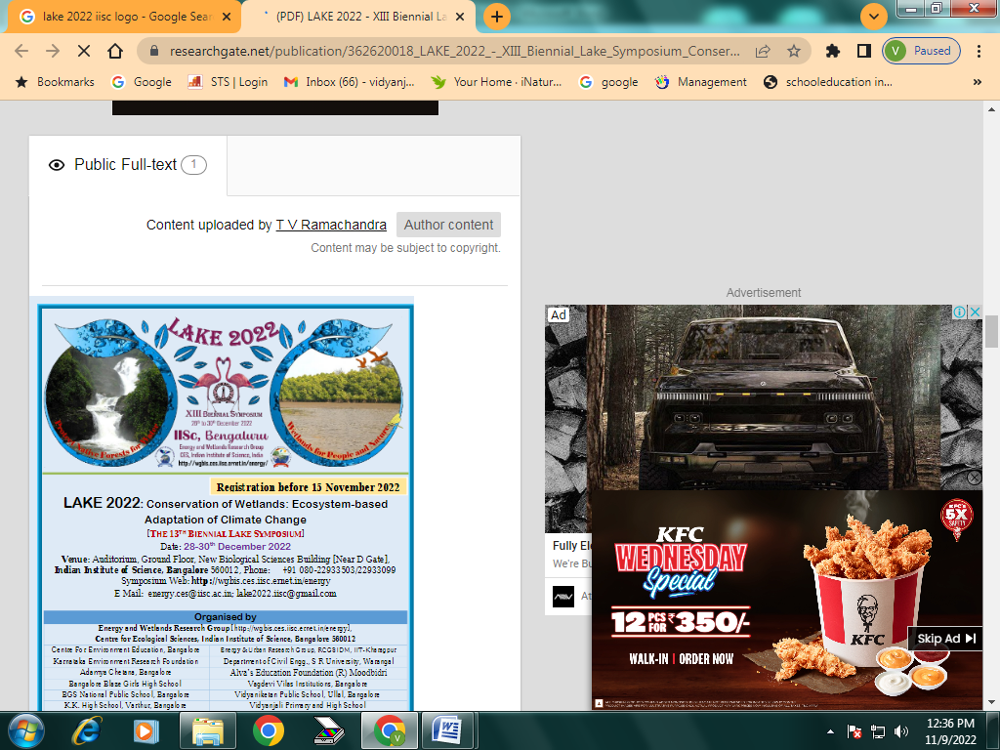 lake 2022 iisc logo - Google Sear
(PDF) LAKE 2022 - XIII Biennial La
researchgate.net/publication/362620018_LAKE_2022_-_XIII_Biennial_Lake_Symposium_Conser...
V Paused
Bookmarks
Google
STS | Login
Inbox (66) - vidyanj...
Your Home · iNatur...
google
Management
schooleducation in...
»
Public Full-text 1
Content uploaded by T V Ramachandra Author content
Content may be subject to copyright.
LAKE 2022
XIII BIENNIAL SYMPOSIUM
28th to 30th December 2022
IISc, Bengaluru
Energy and Wetlands Research Group
CES, Indian Institute of Science, India
http://wgbis.ces.iisc.ernet.in/energy/
Wetlands for People and Nature
Registration before 15 November 2022
LAKE 2022: Conservation of Wetlands: Ecosystem-based
Adaptation of Climate Change
[THE 13TH BIENNIAL LAKE SYMPOSIUM]
Date: 28-30th December 2022
Venue: Auditorium, Ground Floor, New Biological Sciences Building [Near D Gate],
Indian Institute of Science, Bangalore 560012, Phone: +91 080-22933503/22933099
Symposium Web: http://wgbis.ces.iisc.ernet.in/energy
E Mail: energy.ces@iisc.ac.in; lake2022.iisc@gmail.com
Organised by
Energy and Wetlands Research Group [http://wgbis.ces.iisc.ernet.in/energy],
Centre for Ecological Sciences, Indian Institute of Science, Bangalore 560012
Centre For Environment Education, Bangalore
Energy & Urban Research Group, RCGSIDM, IIT-Kharagpur
Karnataka Environment Research Foundation
Department of Civil Engg., S R University, Warangal
Adamya Chetana, Bangalore
Alva's Education Foundation (R) Moodbidri
Bangalore Blaze Girls High School
Vagdevi Vilas Institutions, Bangalore
BGS National Public School, Bangalore
Vidyaniketan Public School, Ullal, Bangalore
K.K. High School, Varthur, Bangalore
Vidyanjali Primary and High School
Advertisement
Ad
Fully Ele
We're Bu
At
KFC
WEDNESDAY
Special
12 PCS FOR ₹350/-
WALK-IN | ORDER NOW
KFC'S
5X
SAFETY
KFC
Skip Ad
12:36 PM
11/9/2022